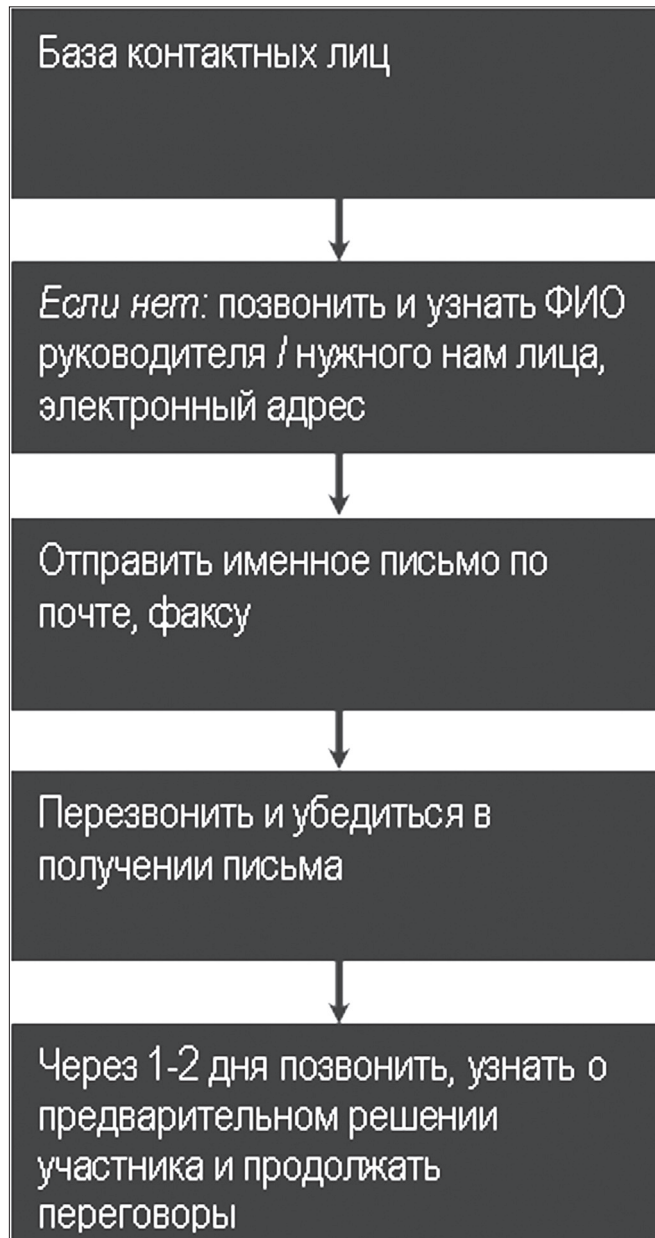 База контактных лиц
Если нет: позвонить и узнать ФИО
руководителя / нужного нам лица,
электронный адрес
Отправить именное письмо по
почте, факсу
Перезвонить и убедиться в
получении письма
Через 1-2 дня позвонить, узнать о
предварительном решении
участника и продолжать
переговоры